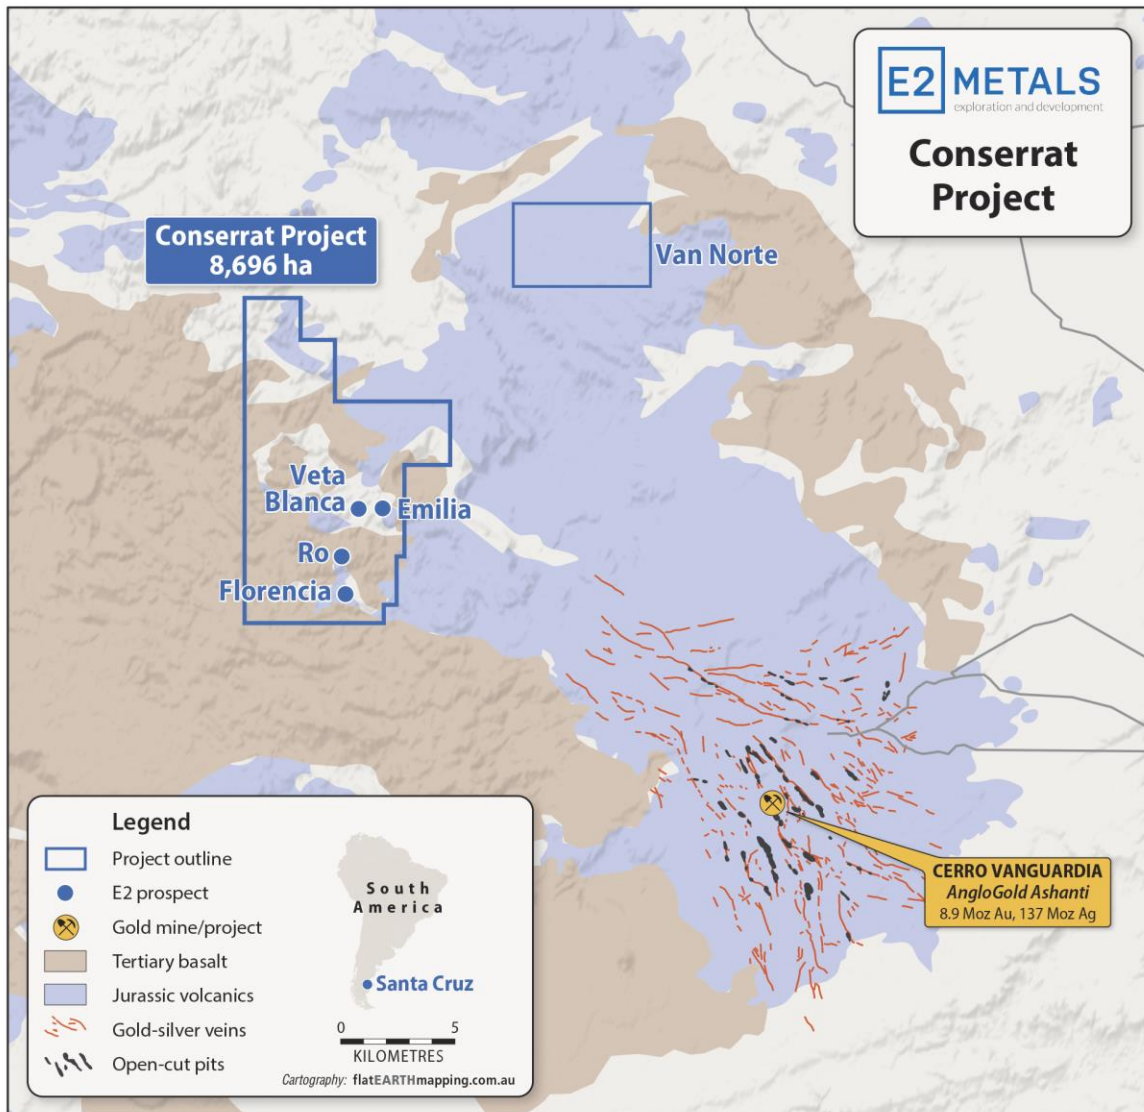 E2 METALS
exploration and development
Conserrat
Project
Conserrat Project
8,696 ha
Van Norte
Veta
Blanca
Emilia
Ro
Florencia
CERRO VANGUARDIA
AngloGold Ashanti
8.9 Moz Au, 137 Moz Ag
Legend
Project outline
E2 prospect
Gold mine/project
Tertiary basalt
Jurassic volcanics
Gold-silver veins
Open-cut pits
South
America
Santa Cruz
0 5
KILOMETRES
Cartography: flatEARTHmapping.com.au